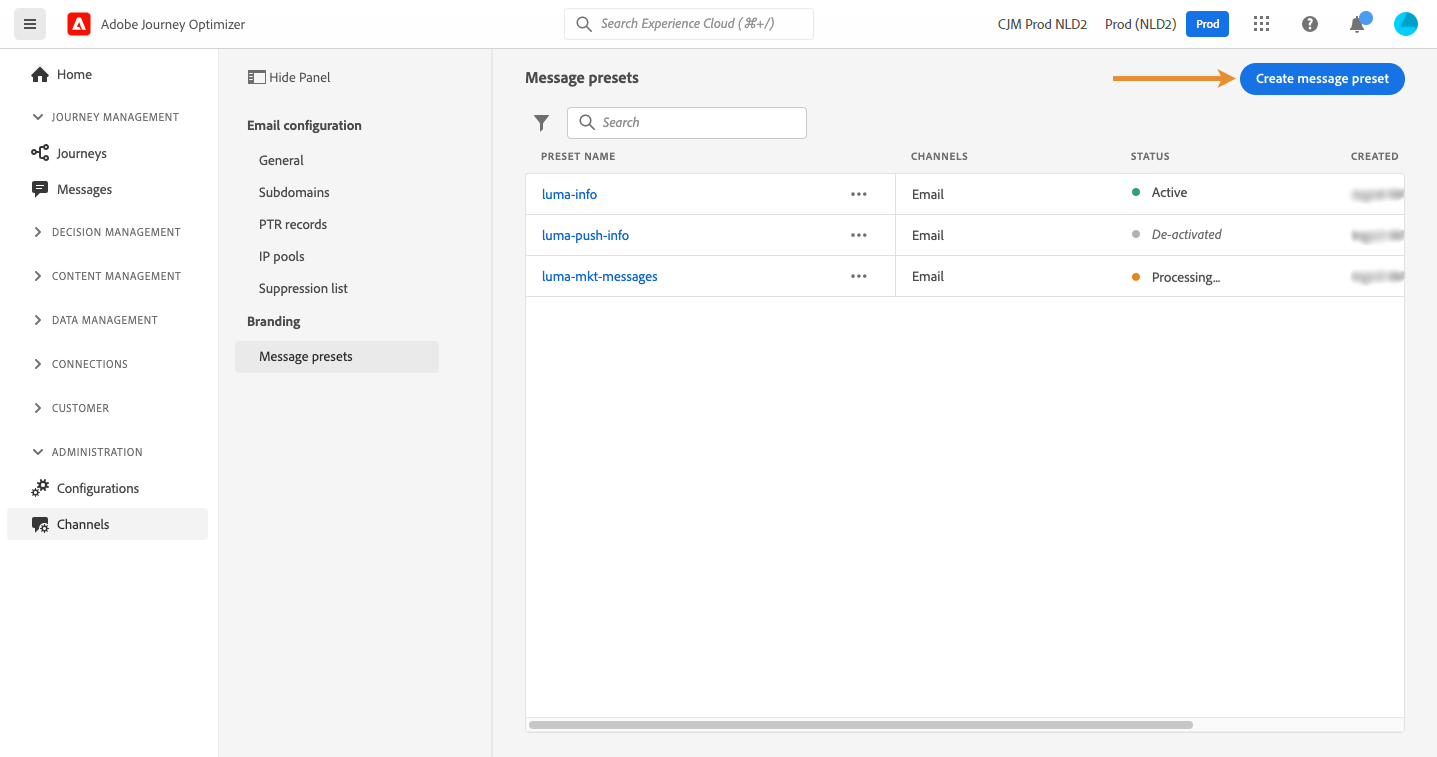 Adobe Journey Optimizer
Search Experience Cloud (⌘+/)
CJM Prod NLD2
Prod (NLD2)
Prod
Home
JOURNEY MANAGEMENT
Journeys
Messages
DECISION MANAGEMENT
CONTENT MANAGEMENT
DATA MANAGEMENT
CONNECTIONS
CUSTOMER
ADMINISTRATION
Configurations
Channels
Hide Panel
Email configuration
General
Subdomains
PTR records
IP pools
Suppression list
Branding
Message presets
Message presets
Create message preset
Search
PRESET NAME CHANNELS STATUS CREATED
luma-info ••• Email Active
luma-push-info ••• Email De-activated
luma-mkt-messages ••• Email Processing...